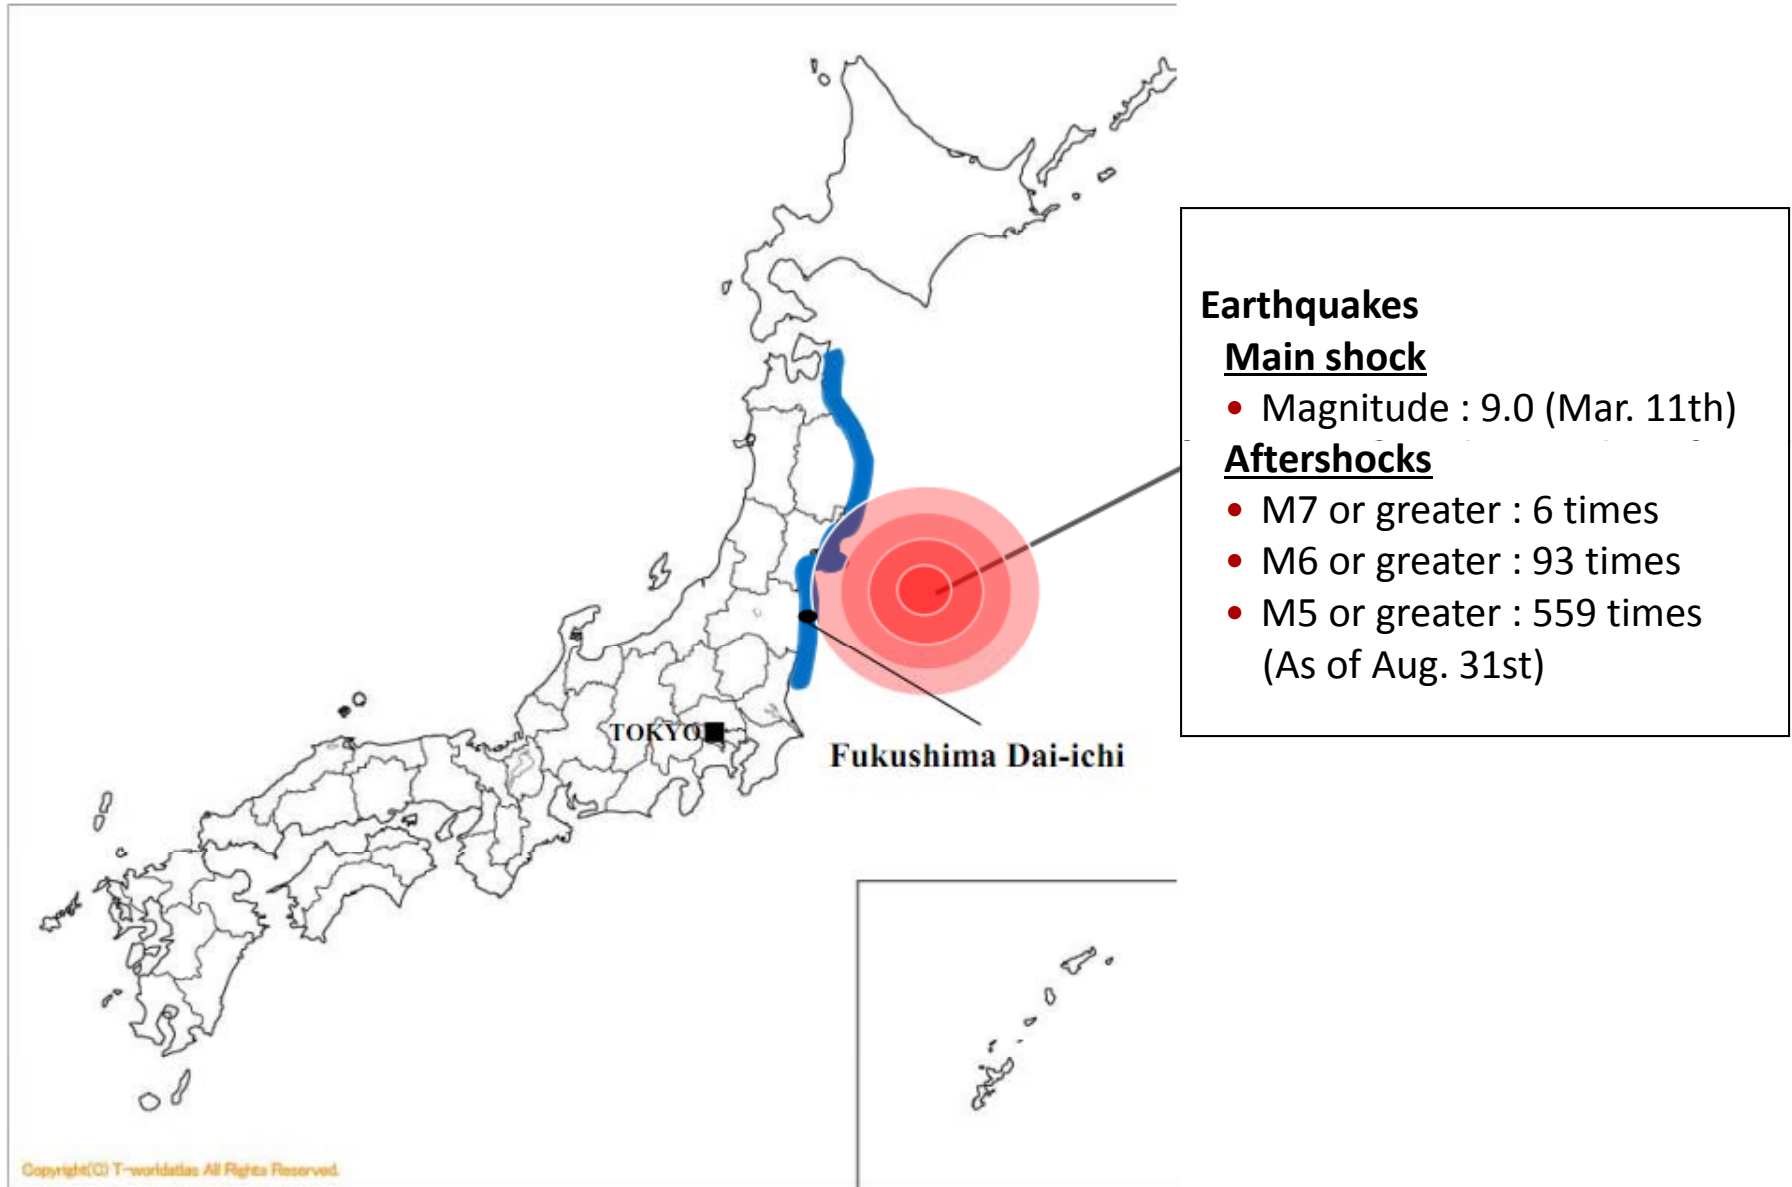 Earthquakes
Main shock
• Magnitude : 9.0 (Mar. 11th)
Aftershocks
• M7 or greater : 6 times
• M6 or greater : 93 times
• M5 or greater : 559 times
(As of Aug. 31st)
TOKYO
Fukushima Dai-ichi
Copyright(C) T-worldatlas All Rights Reserved.